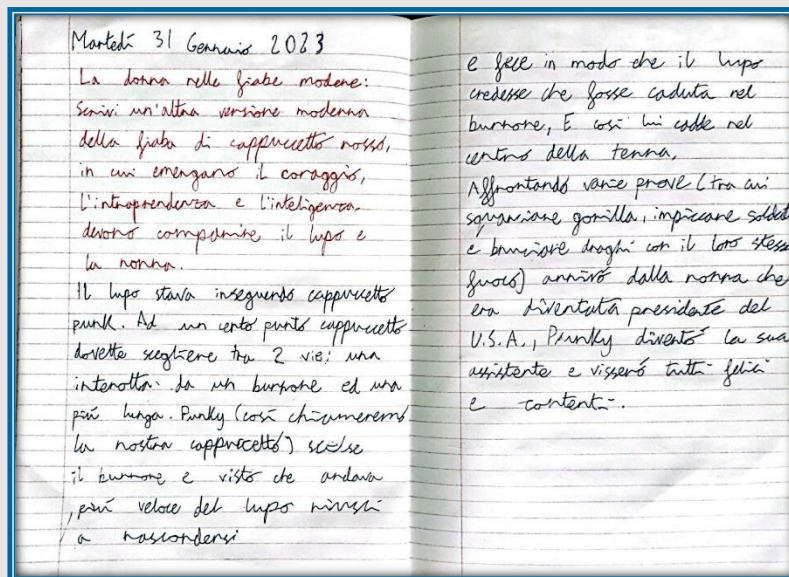 Martedì 31 Gennaio 2023
La donna nelle fiabe modene:
scrivi un'altra versione moderna
della fiaba di cappuccetto rosso,
in cui emergano il coraggio,
l'intraprendenza e l'inteligenza.
devono comparire il lupo e
la nonna.
Il lupo stava inseguendo cappuccetto
punk. Ad un certo punto cappuccetto
dovette scegliere tra 2 vie: una
interotta da un burrone ed una
più lunga. Punky (così chiameremo
la nostra cappuccetto) scielse
il burrone e visto che andava
più veloce del lupo riuscì
a nascondersi
e fece in modo che il lupo
credesse che fosse caduta nel
burrone, E così lui cadde nel
centro della terra.
Affrontando varie prove (tra cui
squarciare gorilla, impiccare soldati
e bruciare draghi con il loro stesso
fuoco) arrivò dalla nonna che
era diventata presidente del
U.S.A., Punky diventò la sua
assistente e vissero tutti felici
e contenti.